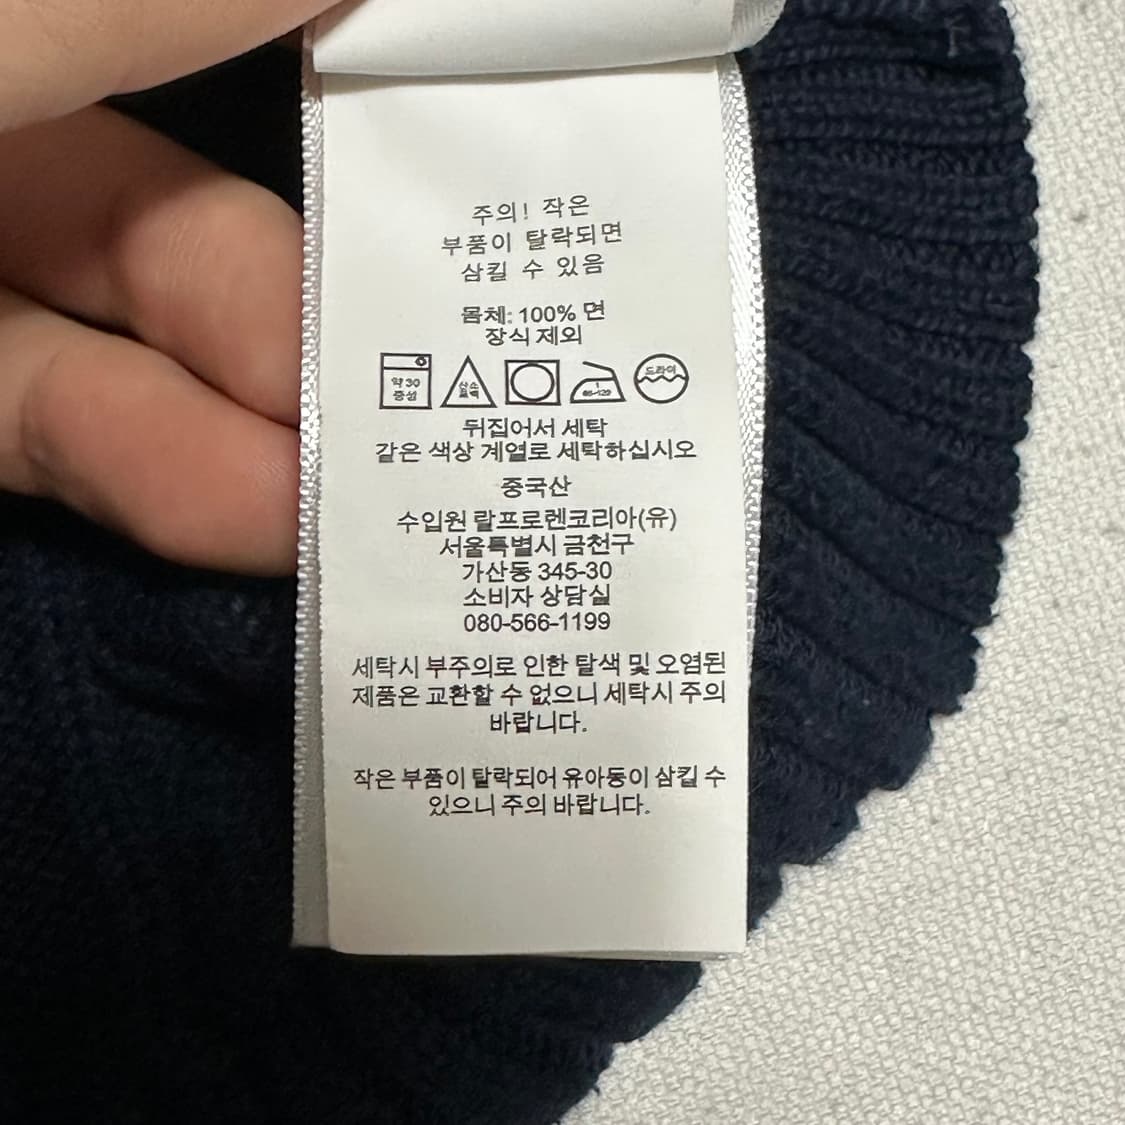 주의! 작은
부품이 탈락되면
삼킬 수 있음
몸체: 100% 면
장식 제외
약 30
중성
산소
표백
드라이
뒤집어서 세탁
같은 색상 계열로 세탁하십시오
중국산
수입원 랄프로렌코리아(유)
서울특별시 금천구
가산동 345-30
소비자 상담실
080-566-1199
세탁시 부주의로 인한 탈색 및 오염된
제품은 교환할 수 없으니 세탁시 주의
바랍니다.
작은 부품이 탈락되어 유아동이 삼킬 수
있으니 주의 바랍니다.